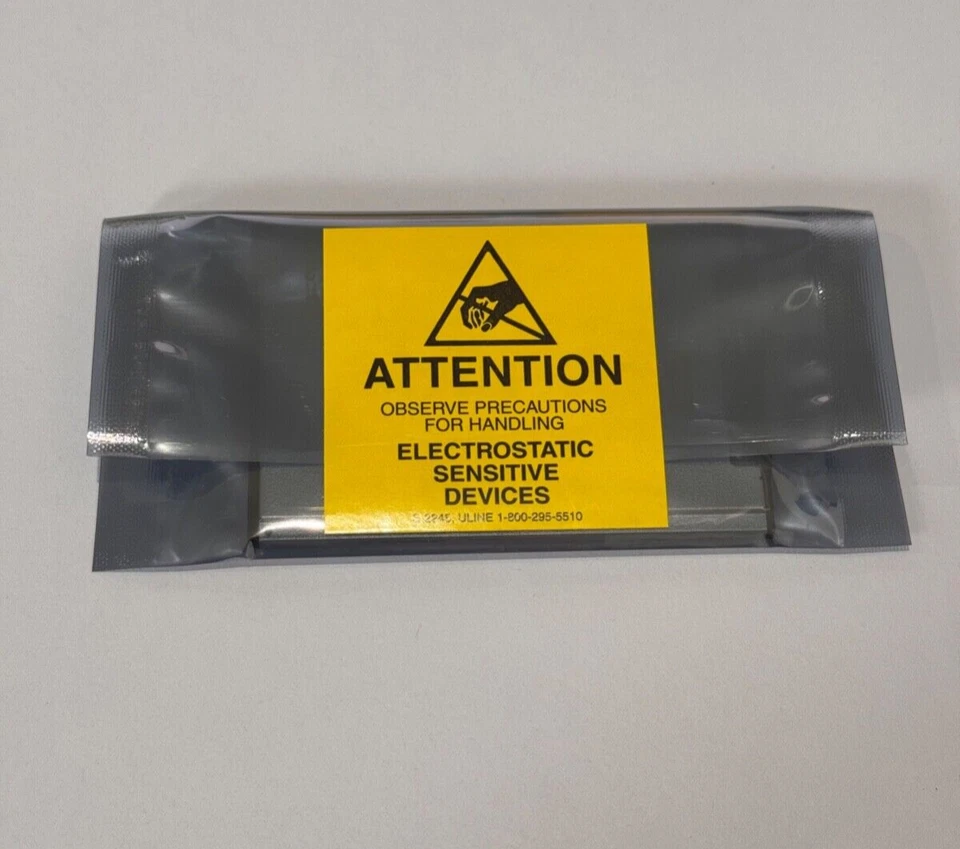 ATTENTION
OBSERVE PRECAUTIONS
FOR HANDLING
ELECTROSTATIC
SENSITIVE
DEVICES
ULINE 1-800-295-5510